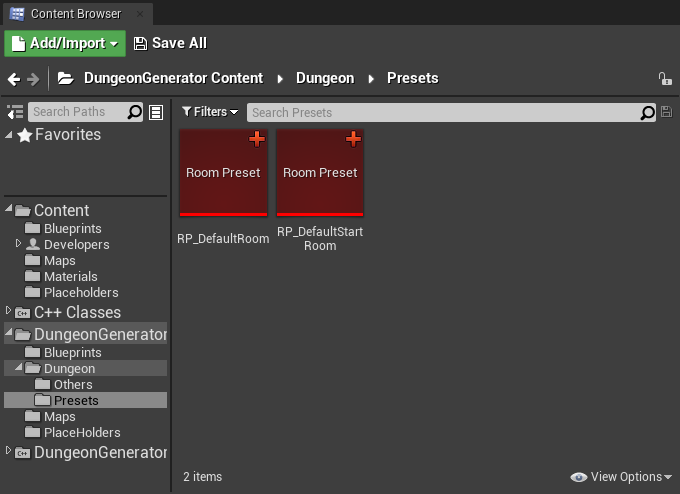 Content Browser
Add/Import
Save All
DungeonGenerator Content
Dungeon
Presets
Search Paths
Filters
Search Presets
Favorites
Content
Blueprints
Developers
Maps
Materials
Placeholders
C++ Classes
DungeonGenerator
Blueprints
Dungeon
Others
Presets
Maps
PlaceHolders
DungeonGenerator
Room Preset
Room Preset
RP_DefaultRoom
RP_DefaultStart
Room
2 items
View Options